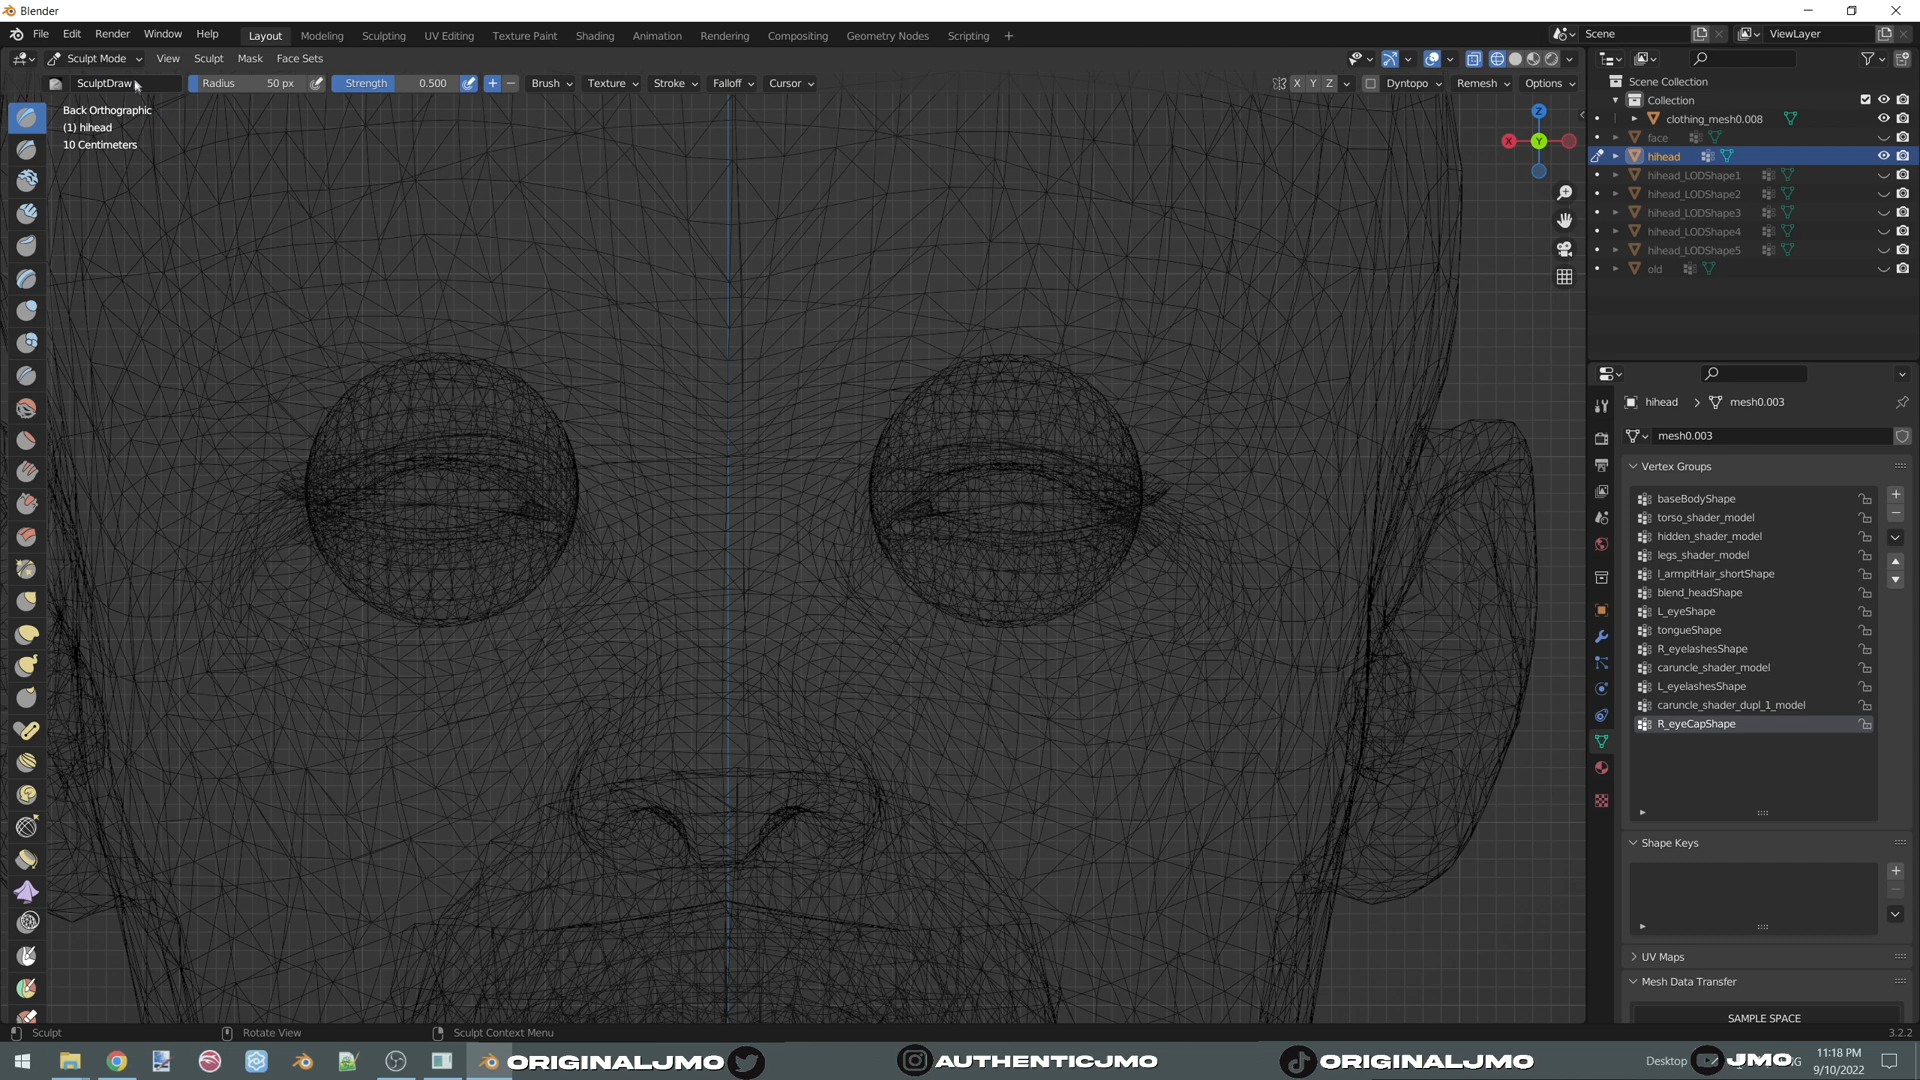 Blender
File Edit Render Window Help Layout Modeling Sculpting UV Editing Texture Paint Shading Animation Rendering Compositing Geometry Nodes Scripting + Scene ViewLayer
Sculpt Mode View Sculpt Mask Face Sets
SculptDraw Radius 50 px Strength 0.500 Brush Texture Stroke Falloff Cursor X Y Z Dyntopo Remesh Options
Back Orthographic
(1) hihead
10 Centimeters
Z
X Y
Scene Collection
Collection
clothing_mesh0.008
face
hihead
hihead_LODShape1
hihead_LODShape2
hihead_LODShape3
hihead_LODShape4
hihead_LODShape5
old
hihead > mesh0.003
mesh0.003
Vertex Groups
baseBodyShape
torso_shader_model
hidden_shader_model
legs_shader_model
l_armpitHair_shortShape
blend_headShape
L_eyeShape
tongueShape
R_eyelashesShape
caruncle_shader_model
L_eyelashesShape
caruncle_shader_dupl_1_model
R_eyeCapShape
Shape Keys
UV Maps
Mesh Data Transfer
SAMPLE SPACE
Sculpt Rotate View Sculpt Context Menu 3.2.2
ORIGINALJMO AUTHENTICJMO ORIGINALJMO Desktop JMO 11:18 PM
9/10/2022